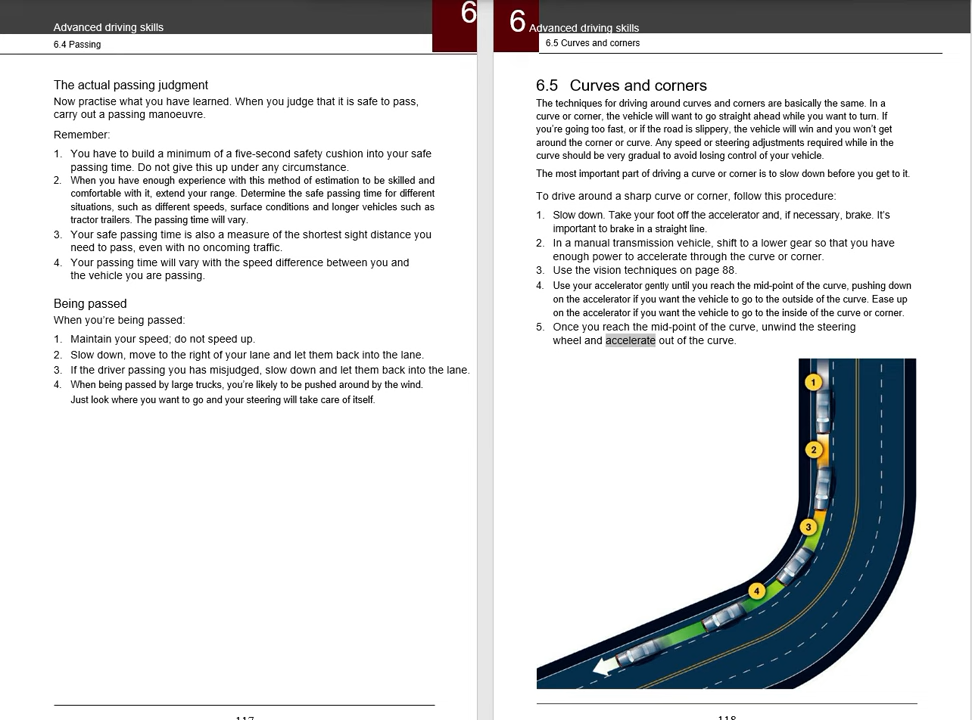 Advanced driving skills
6
6.4 Passing
The actual passing judgment
Now practise what you have learned. When you judge that it is safe to pass,
carry out a passing manoeuvre.
Remember:
1. You have to build a minimum of a five-second safety cushion into your safe
passing time. Do not give this up under any circumstance.
2. When you have enough experience with this method of estimation to be skilled and
comfortable with it, extend your range. Determine the safe passing time for different
situations, such as different speeds, surface conditions and longer vehicles such as
tractor trailers. The passing time will vary.
3. Your safe passing time is also a measure of the shortest sight distance you
need to pass, even with no oncoming traffic.
4. Your passing time will vary with the speed difference between you and
the vehicle you are passing.
Being passed
When you're being passed:
1. Maintain your speed; do not speed up.
2. Slow down, move to the right of your lane and let them back into the lane.
3. If the driver passing you has misjudged, slow down and let them back into the lane.
4. When being passed by large trucks, you're likely to be pushed around by the wind.
Just look where you want to go and your steering will take care of itself.
117
6 Advanced driving skills
6.5 Curves and corners
6.5 Curves and corners
The techniques for driving around curves and corners are basically the same. In a
curve or corner, the vehicle will want to go straight ahead while you want to turn. If
you're going too fast, or if the road is slippery, the vehicle will win and you won't get
around the corner or curve. Any speed or steering adjustments required while in the
curve should be very gradual to avoid losing control of your vehicle.
The most important part of driving a curve or corner is to slow down before you get to it.
To drive around a sharp curve or corner, follow this procedure:
1. Slow down. Take your foot off the accelerator and, if necessary, brake. It's
important to brake in a straight line.
2. In a manual transmission vehicle, shift to a lower gear so that you have
enough power to accelerate through the curve or corner.
3. Use the vision techniques on page 88.
4. Use your accelerator gently until you reach the mid-point of the curve, pushing down
on the accelerator if you want the vehicle to go to the outside of the curve. Ease up
on the accelerator if you want the vehicle to go to the inside of the curve or corner.
5. Once you reach the mid-point of the curve, unwind the steering
wheel and accelerate out of the curve.
1
2
3
4
118